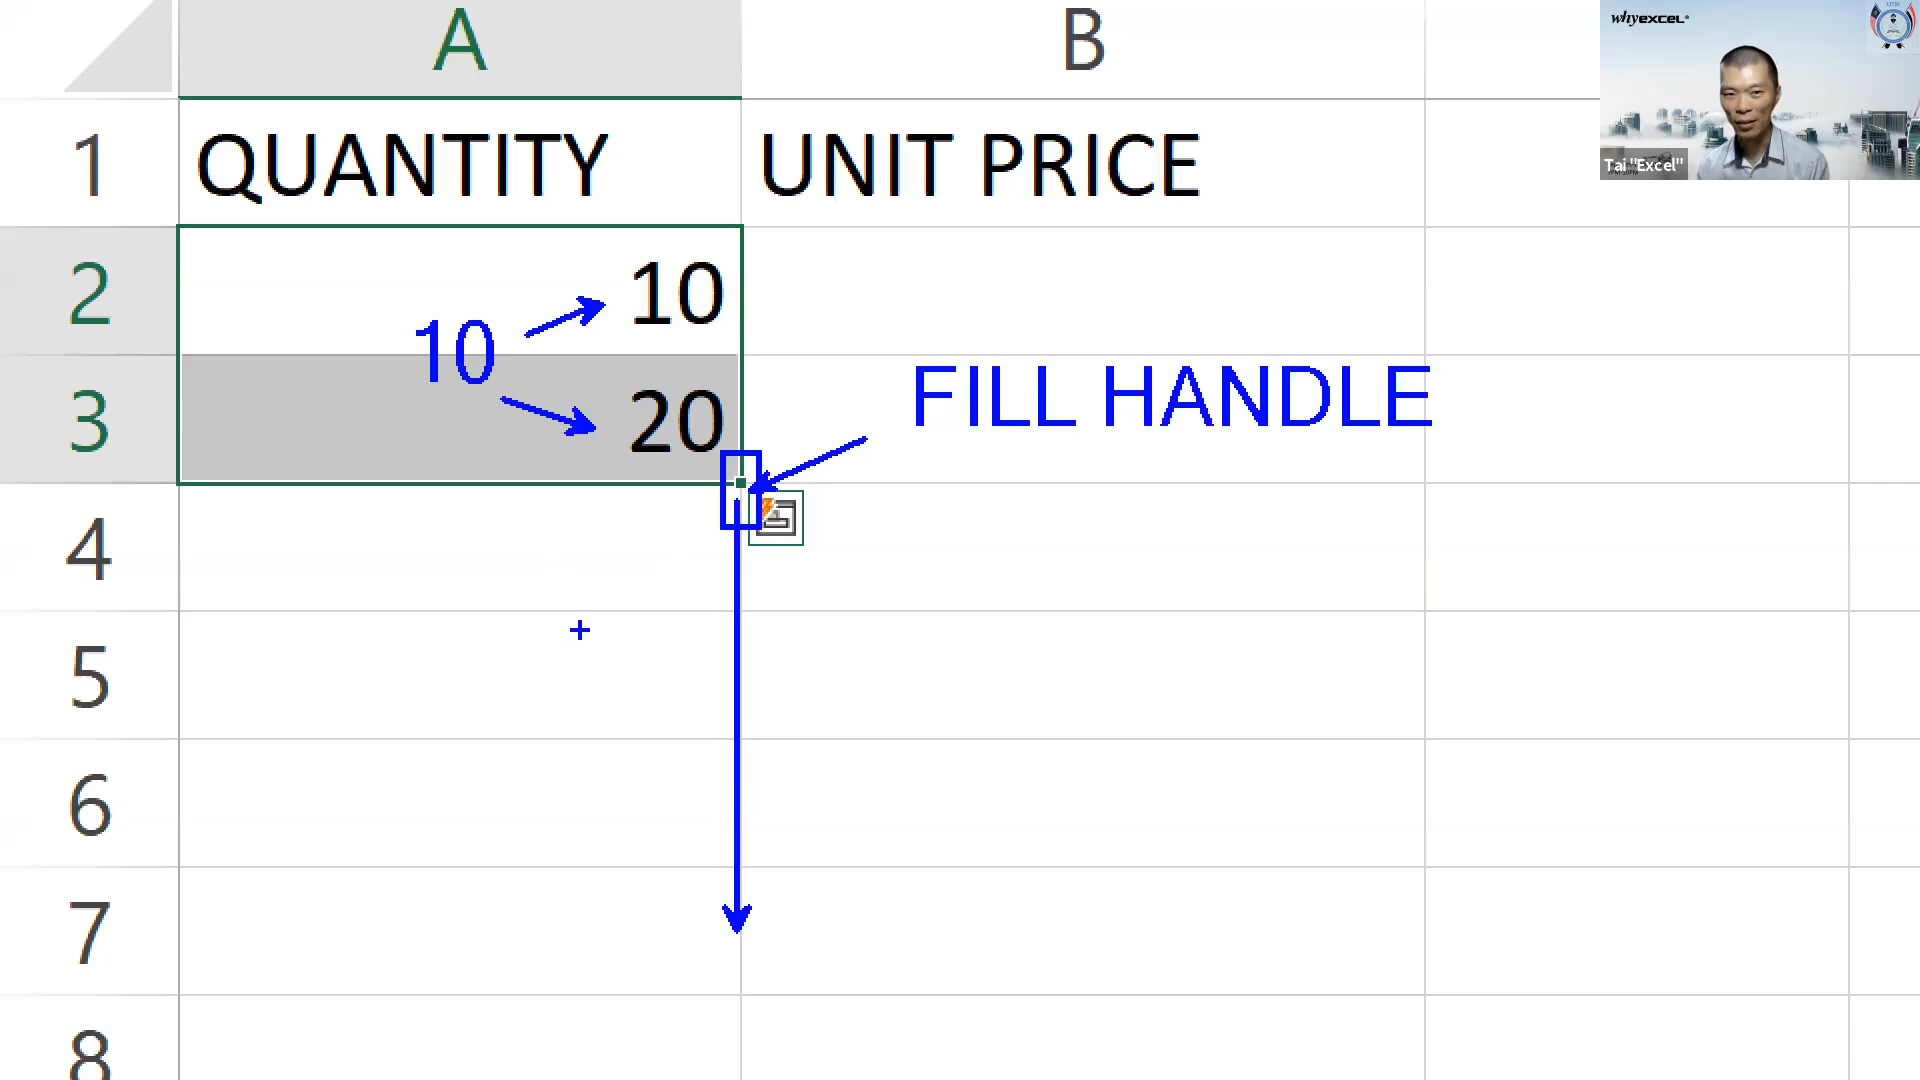 A B
whyEXCEL®
UTM
1 QUANTITY UNIT PRICE
Tai "Excel"
2 10
10
3 20
FILL HANDLE
4
5
6
7
8